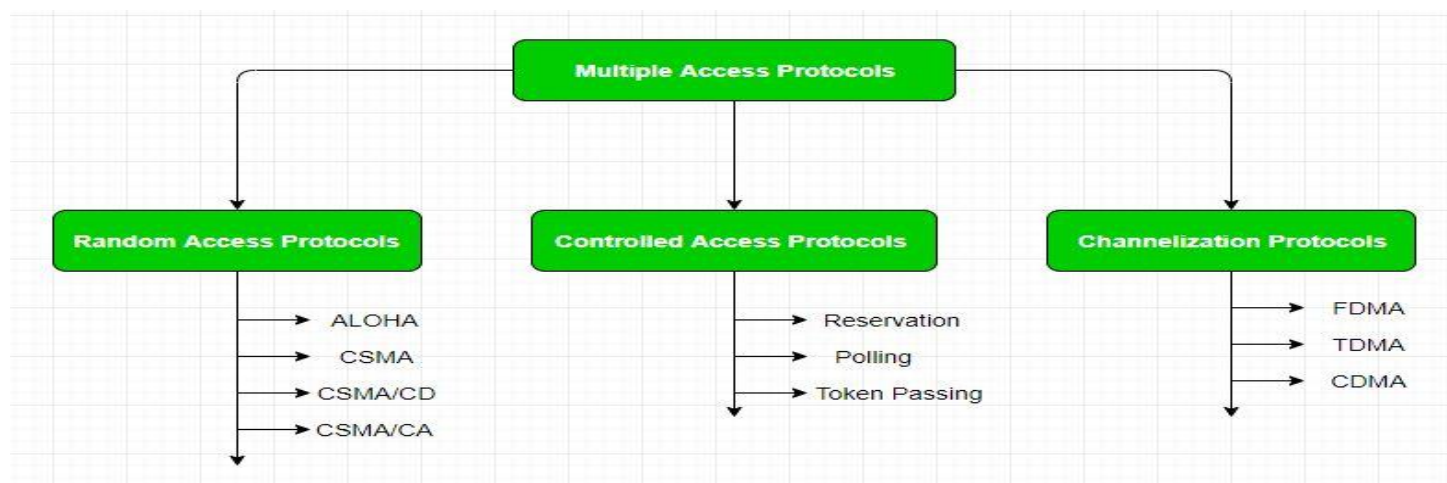 Multiple Access Protocols
Random Access Protocols
ALOHA
CSMA
CSMA/CD
CSMA/CA
Controlled Access Protocols
Reservation
Polling
Token Passing
Channelization Protocols
FDMA
TDMA
CDMA